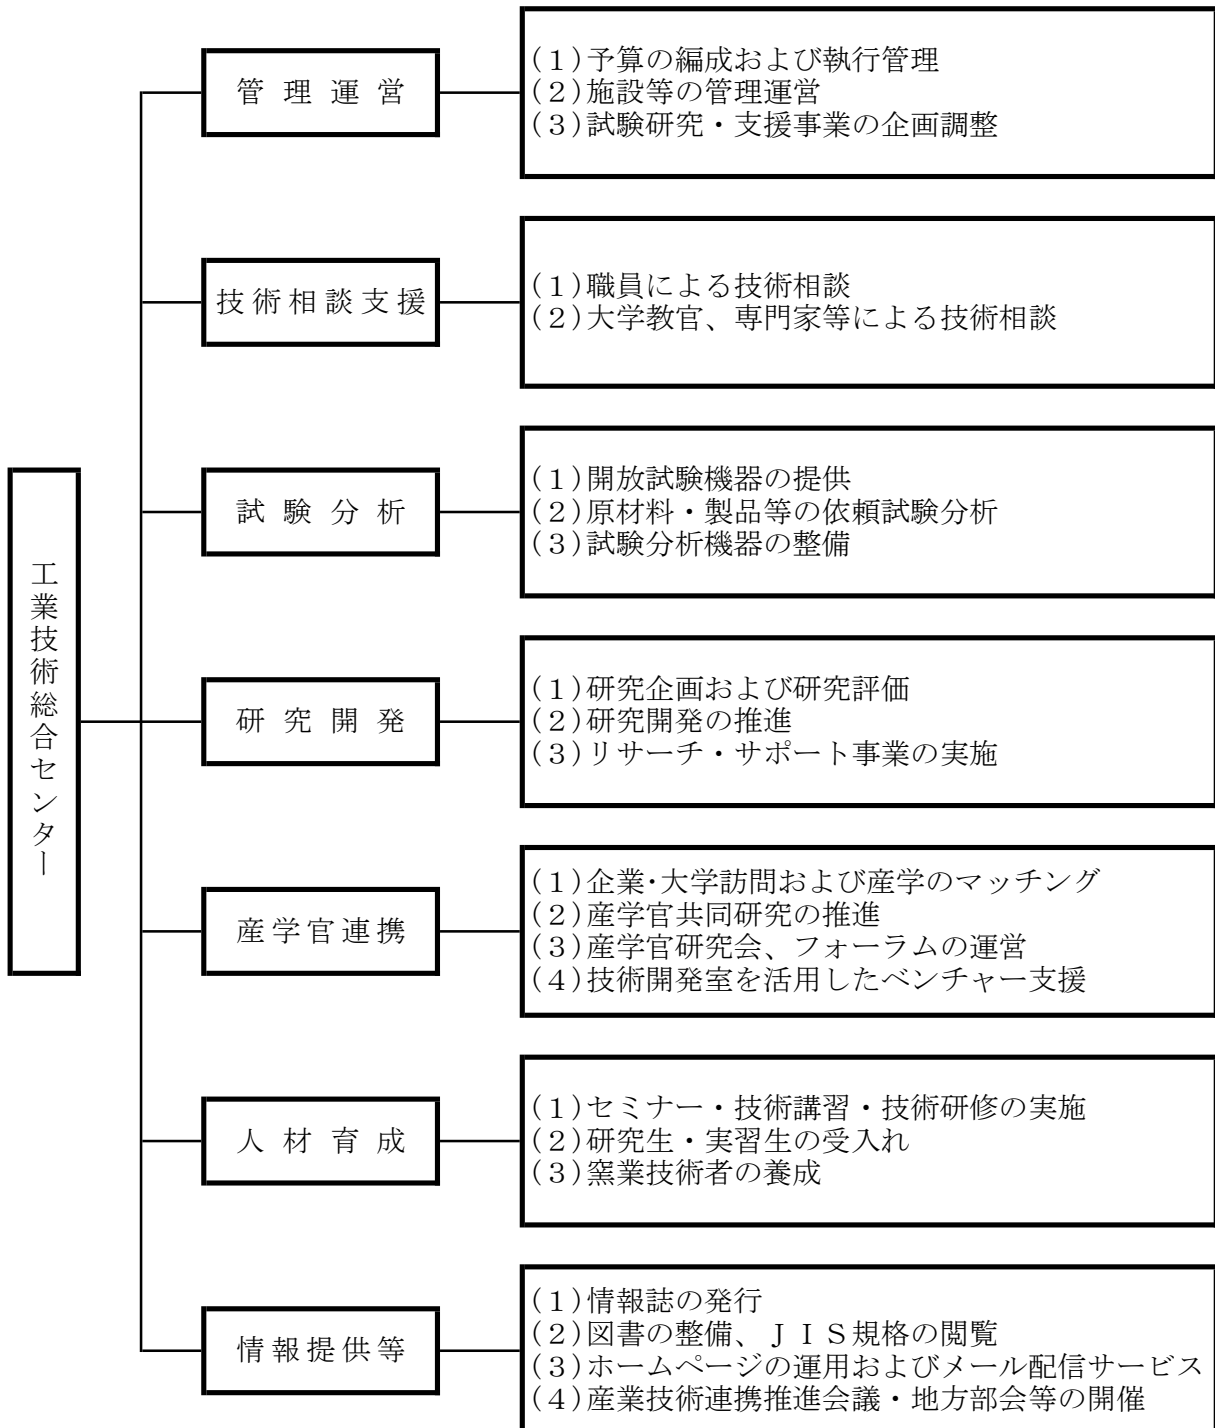 工業技術総合センター
管理運営
(１)予算の編成および執行管理
(２)施設等の管理運営
(３)試験研究・支援事業の企画調整
技術相談支援
(１)職員による技術相談
(２)大学教官、専門家等による技術相談
試験分析
(１)開放試験機器の提供
(２)原材料・製品等の依頼試験分析
(３)試験分析機器の整備
研究開発
(１)研究企画および研究評価
(２)研究開発の推進
(３)リサーチ・サポート事業の実施
産学官連携
(１)企業・大学訪問および産学のマッチング
(２)産学官共同研究の推進
(３)産学官研究会、フォーラムの運営
(４)技術開発室を活用したベンチャー支援
人材育成
(１)セミナー・技術講習・技術研修の実施
(２)研究生・実習生の受入れ
(３)窯業技術者の養成
情報提供等
(１)情報誌の発行
(２)図書の整備、ＪＩＳ規格の閲覧
(３)ホームページの運用およびメール配信サービス
(４)産業技術連携推進会議・地方部会等の開催